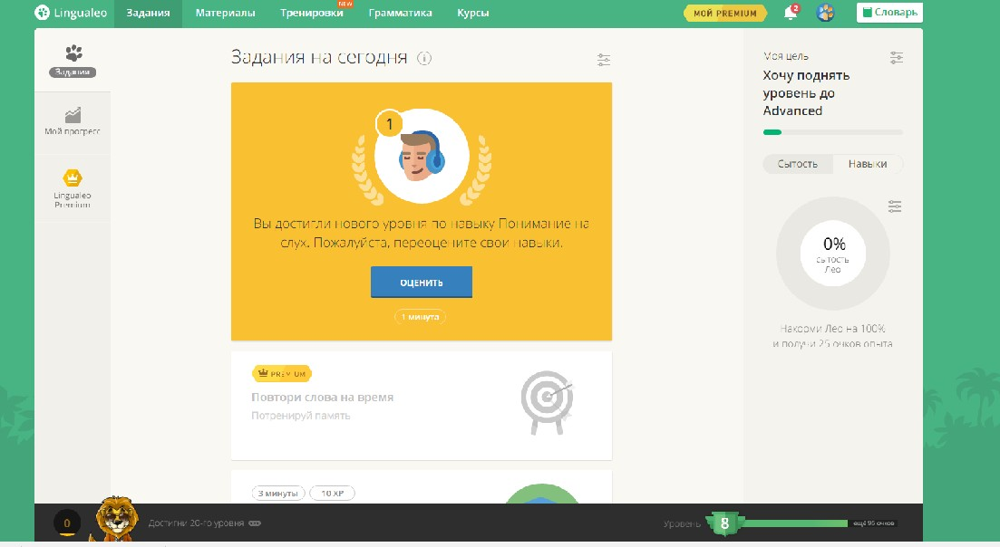 Lingualeo
Задания
Материалы
Тренировки
NEW
Грамматика
Курсы
МОЙ PREMIUM
2
Словарь
Задания
Мой прогресс
Lingualeo
Premium
Задания на сегодня
1
Вы достигли нового уровня по навыку Понимание на
слух. Пожалуйста, переоцените свои навыки.
ОЦЕНИТЬ
1 минута
PREMIUM
Повтори слова на время
Потренируй память
3 минуты
10 XP
Моя цель
Хочу поднять
уровень до
Advanced
Сытость
Навыки
0%
сытость
Лео
Накорми Лео на 100%
и получи 25 очков опыта
0
Достигни 20-го уровня
Уровень
8
ещё 95 очков